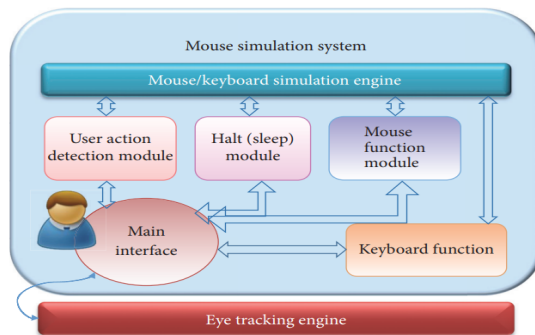 Mouse simulation system
Mouse/keyboard simulation engine
User action
detection module
Halt (sleep)
module
Mouse
function
module
Main
interface
Keyboard function
Eye tracking engine